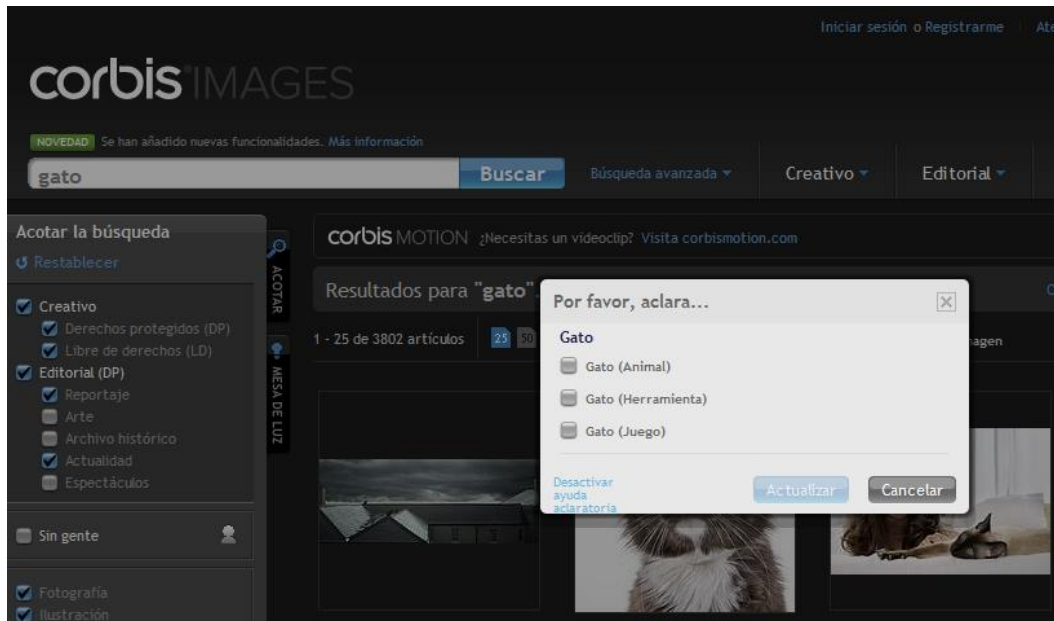 Iniciar sesión o Registrarme
corbis IMAGES
NOVEDAD Se han añadido nuevas funcionalidades. Más información
gato Buscar Búsqueda avanzada Creativo Editorial
Acotar la búsqueda
Restablecer
ACOTAR
MESA DE LUZ
Creativo
Derechos protegidos (DP)
Libre de derechos (LD)
Editorial (DP)
Reportaje
Arte
Archivo histórico
Actualidad
Espectáculos
Sin gente
Fotografía
Ilustración
corbis MOTION ¿Necesitas un videoclip? Visita corbismotion.com
Resultados para "gato"
1 - 25 de 3802 artículos 25 50
Por favor, aclara...
Gato
Gato (Animal)
Gato (Herramienta)
Gato (Juego)
Desactivar
ayuda
aclaratoria
Actualizar Cancelar